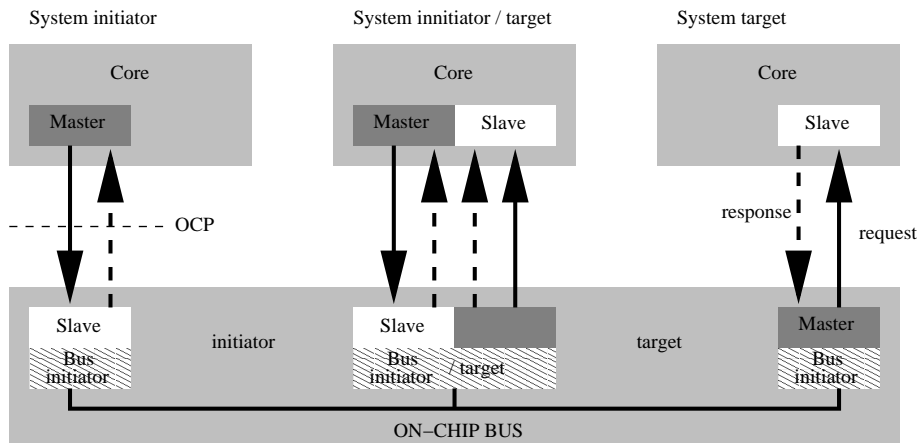 System initiator
System innitiator / target
System target
Core
Core
Core
Master
Master
Slave
Slave
OCP
response
request
Slave
Slave
Master
initiator
target
Bus
initiator
Bus
initiator
/ target
Bus
initiator
ON–CHIP BUS